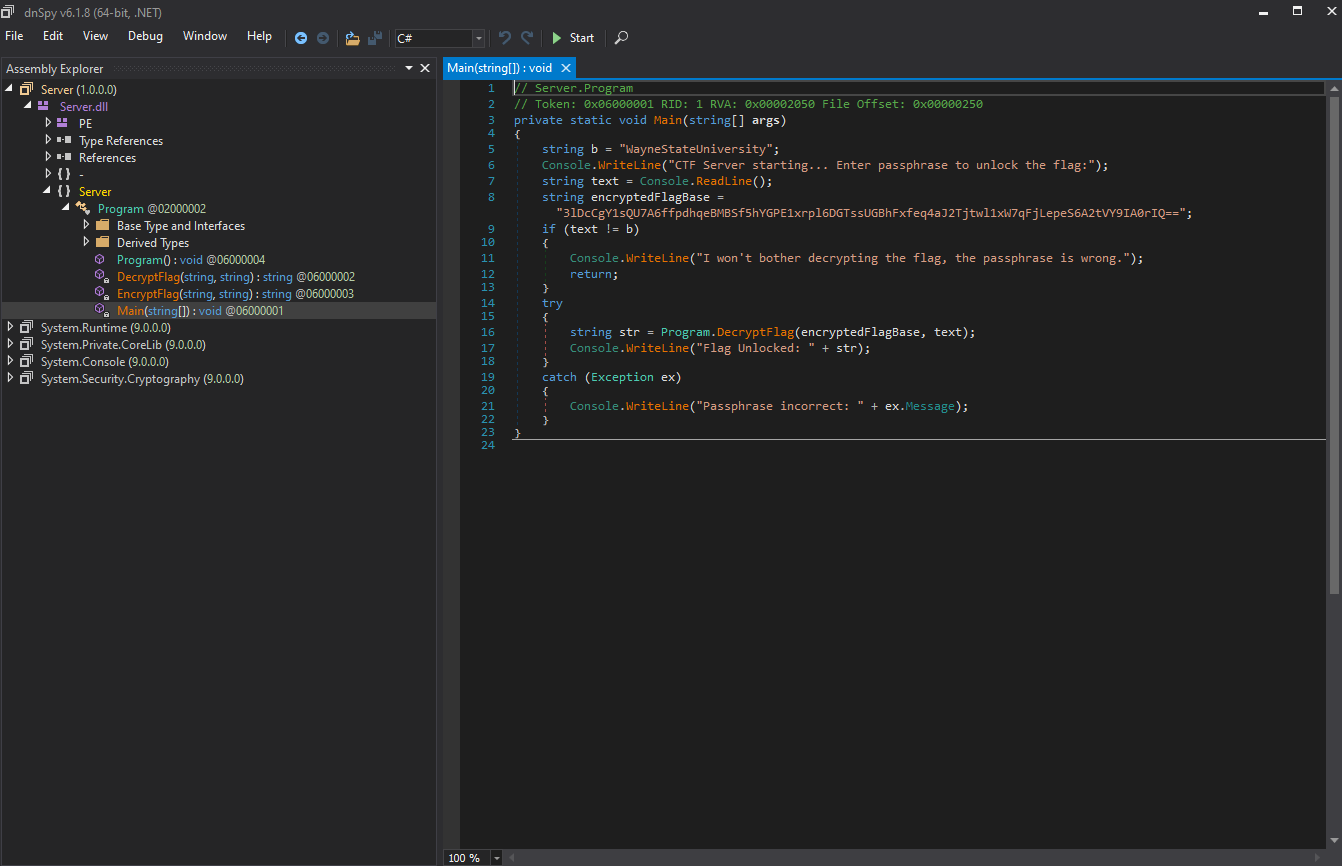 dnSpy v6.1.8 (64-bit, .NET)
File Edit View Debug Window Help C# Start
Assembly Explorer
Server (1.0.0.0)
Server.dll
PE
Type References
References
{ } -
{ } Server
Program @02000002
Base Type and Interfaces
Derived Types
Program() : void @06000004
DecryptFlag(string, string) : string @06000002
EncryptFlag(string, string) : string @06000003
Main(string[]) : void @06000001
System.Runtime (9.0.0.0)
System.Private.CoreLib (9.0.0.0)
System.Console (9.0.0.0)
System.Security.Cryptography (9.0.0.0)
Main(string[]) : void
1 // Server.Program
2 // Token: 0x06000001 RID: 1 RVA: 0x00002050 File Offset: 0x00000250
3 private static void Main(string[] args)
4 {
5 string b = "WayneStateUniversity";
6 Console.WriteLine("CTF Server starting... Enter passphrase to unlock the flag:");
7 string text = Console.ReadLine();
8 string encryptedFlagBase =
"3lDcCgY1sQU7A6ffpdhqeBMBSf5hYGPE1xrpl6DGTssUGBhFxfeq4aJ2Tjtwl1xW7qFjLepeS6A2tVY9IA0rIQ==";
9 if (text != b)
10 {
11 Console.WriteLine("I won't bother decrypting the flag, the passphrase is wrong.");
12 return;
13 }
14 try
15 {
16 string str = Program.DecryptFlag(encryptedFlagBase, text);
17 Console.WriteLine("Flag Unlocked: " + str);
18 }
19 catch (Exception ex)
20 {
21 Console.WriteLine("Passphrase incorrect: " + ex.Message);
22 }
23 }
24
100 %